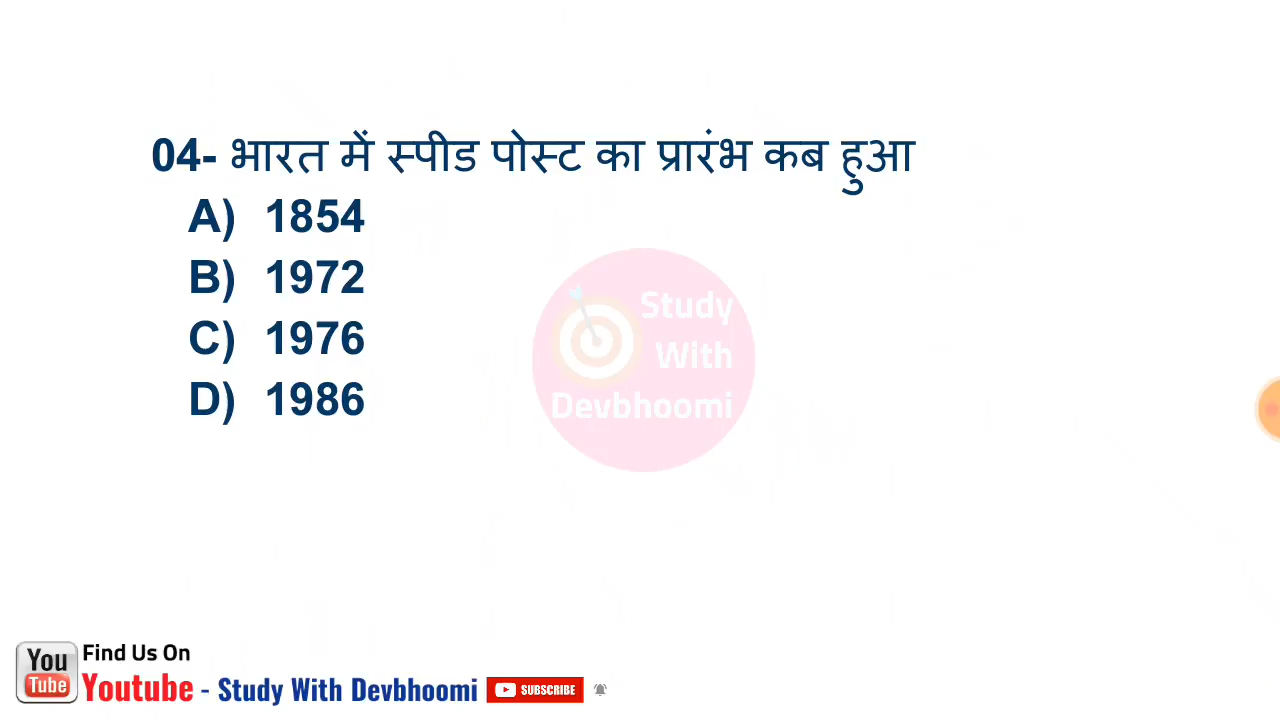 04- भारत में स्पीड पोस्ट का प्रारंभ कब हुआ
A) 1854
B) 1972
C) 1976
D) 1986
Study
With
Devbhoomi
You
Tube
Find Us On
Youtube - Study With Devbhoomi
SUBSCRIBE